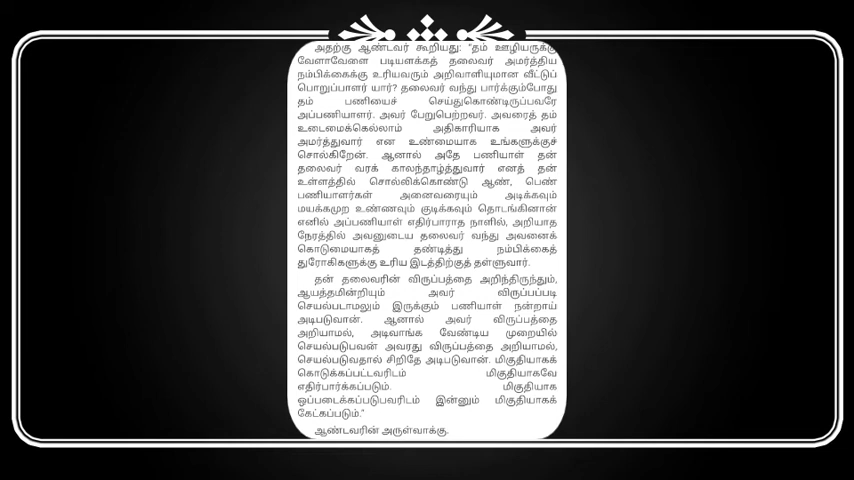 அதற்கு ஆண்டவர் கூறியது: "தம் ஊழியருக்கு
வேளாவேளை படியளக்கத் தலைவர் அமர்த்திய
நம்பிக்கைக்கு உரியவரும் அறிவாளியுமான வீட்டுப்
பொறுப்பாளர் யார்? தலைவர் வந்து பார்க்கும்போது
தம் பணியைச் செய்துகொண்டிருப்பவரே
அப்பணியாளர். அவர் பேறுபெற்றவர். அவரைத் தம்
உடைமைக்கெல்லாம் அதிகாரியாக அவர்
அமர்த்துவார் என உண்மையாக உங்களுக்குச்
சொல்கிறேன். ஆனால் அதே பணியாள் தன்
தலைவர் வரக் காலந்தாழ்த்துவார் எனத் தன்
உள்ளத்தில் சொல்லிக்கொண்டு ஆண், பெண்
பணியாளர்கள் அனைவரையும் அடிக்கவும்
மயக்கமுற உண்ணவும் குடிக்கவும் தொடங்கினான்
எனில் அப்பணியாள் எதிர்பாராத நாளில், அறியாத
நேரத்தில் அவனுடைய தலைவர் வந்து அவனைக்
கொடுமையாகத் தண்டித்து நம்பிக்கைத்
துரோகிகளுக்கு உரிய இடத்திற்குத் தள்ளுவார்.
தன் தலைவரின் விருப்பத்தை அறிந்திருந்தும்,
ஆயத்தமின்றியும் அவர் விருப்பப்படி
செயல்படாமலும் இருக்கும் பணியாள் நன்றாய்
அடிபடுவான். ஆனால் அவர் விருப்பத்தை
அறியாமல், அடிவாங்க வேண்டிய முறையில்
செயல்படுபவன் அவரது விருப்பத்தை அறியாமல்,
செயல்படுவதால் சிறிதே அடிபடுவான். மிகுதியாகக்
கொடுக்கப்பட்டவரிடம் மிகுதியாகவே
எதிர்பார்க்கப்படும். மிகுதியாக
ஒப்படைக்கப்படுபவரிடம் இன்னும் மிகுதியாகக்
கேட்கப்படும்."
ஆண்டவரின் அருள்வாக்கு.